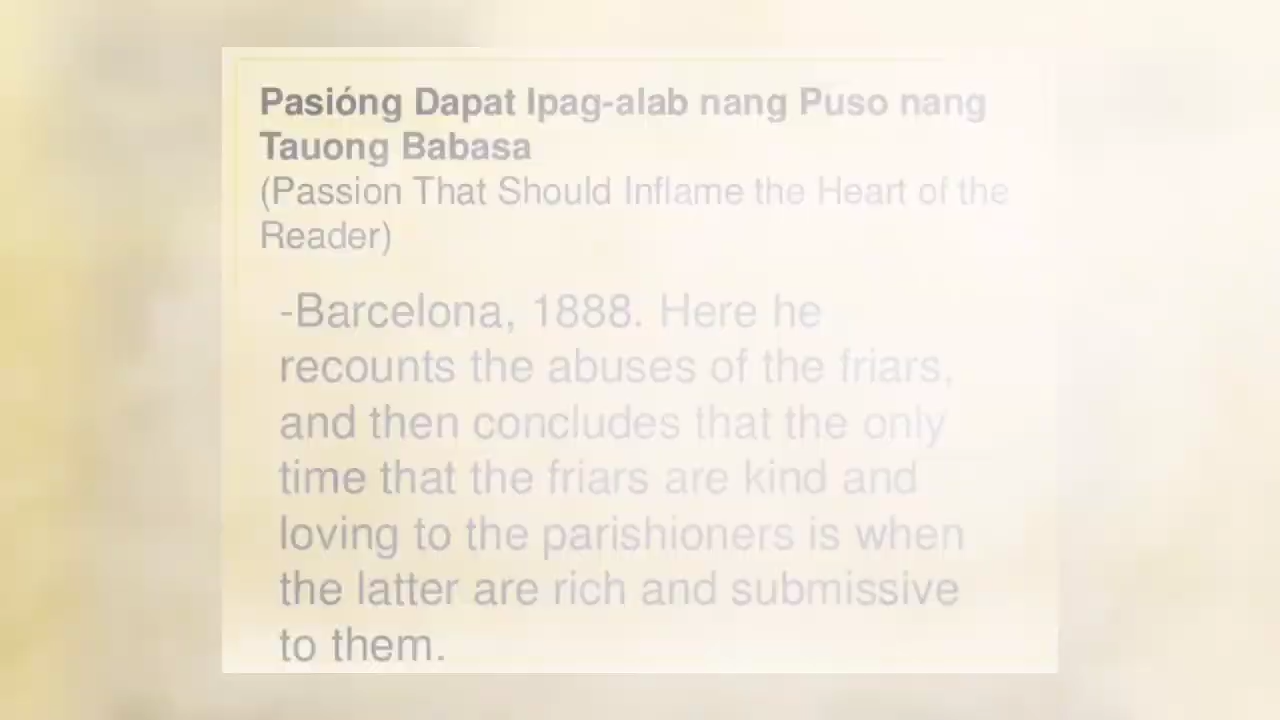 Pasióng Dapat Ipag-alab nang Puso nang
Tauong Babasa
(Passion That Should Inflame the Heart of the
Reader)
-Barcelona, 1888. Here he
recounts the abuses of the friars,
and then concludes that the only
time that the friars are kind and
loving to the parishioners is when
the latter are rich and submissive
to them.